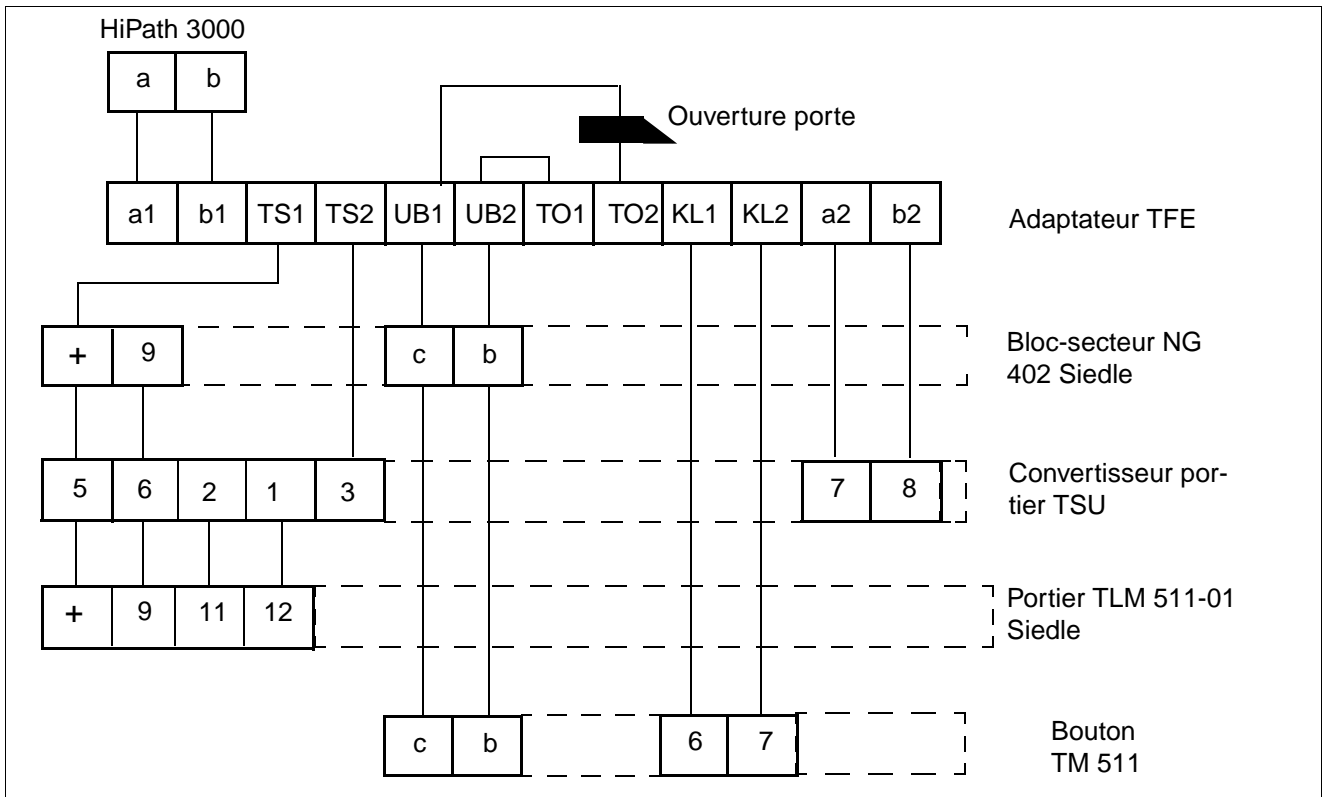 HiPath 3000
a b
Ouverture porte
a1 b1 TS1 TS2 UB1 UB2 TO1 TO2 KL1 KL2 a2 b2
Adaptateur TFE
+ 9 c b
Bloc-secteur NG
402 Siedle
5 6 2 1 3 7 8
Convertisseur por-
tier TSU
+ 9 11 12
Portier TLM 511-01
Siedle
c b 6 7
Bouton
TM 511